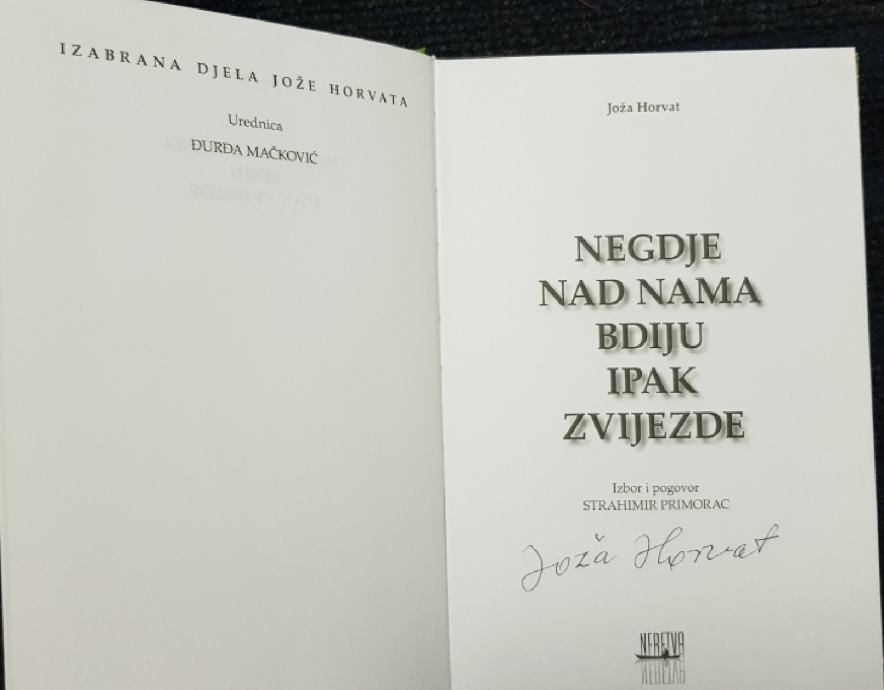 IZABRANA DJELA JOŽE HORVATA
Urednica
ĐURĐA MAČKOVIĆ
Joža Horvat
NEGDJE
NAD NAMA
BDIJU
IPAK
ZVIJEZDE
Izbor i pogovor
STRAHIMIR PRIMORAC
Joža Horvat
NERETVA